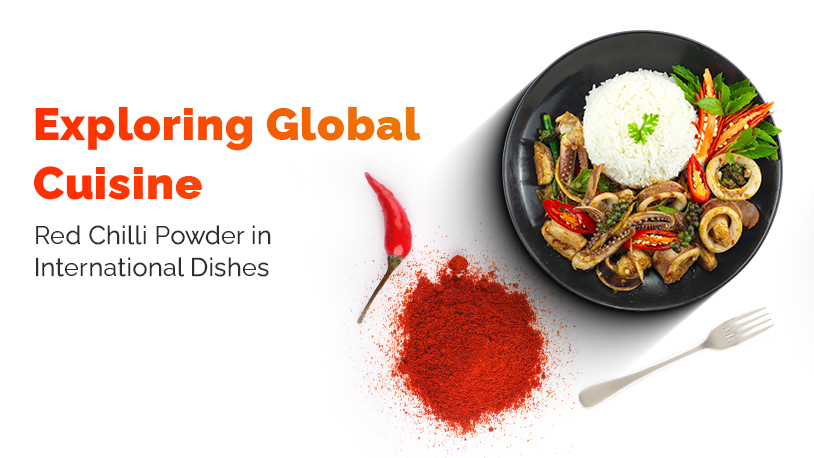 Exploring Global
Cuisine
Red Chilli Powder in
International Dishes